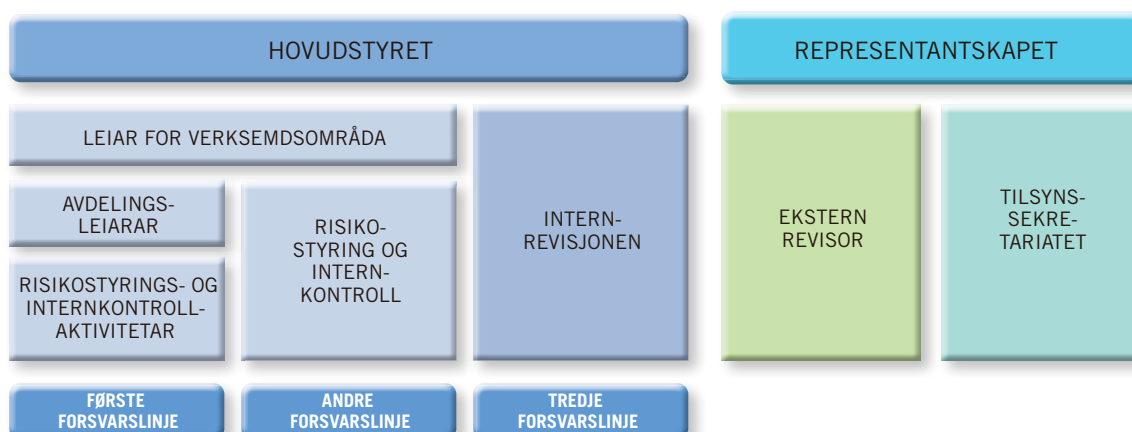 HOVUDSTYRET
REPRESENTANTSKAPET
LEIAR FOR VERKSEMDSOMRÅDA
AVDELINGS-
LEIARAR
RISIKOSTYRINGS- OG
INTERNKONTROLL-
AKTIVITETAR
RISIKO-
STYRING OG
INTERN-
KONTROLL
INTERN-
REVISJONEN
EKSTERN
REVISOR
TILSYNS-
SEKRE-
TARIATET
FØRSTE
FORSVARSLINJE
ANDRE
FORSVARSLINJE
TREDJE
FORSVARSLINJE